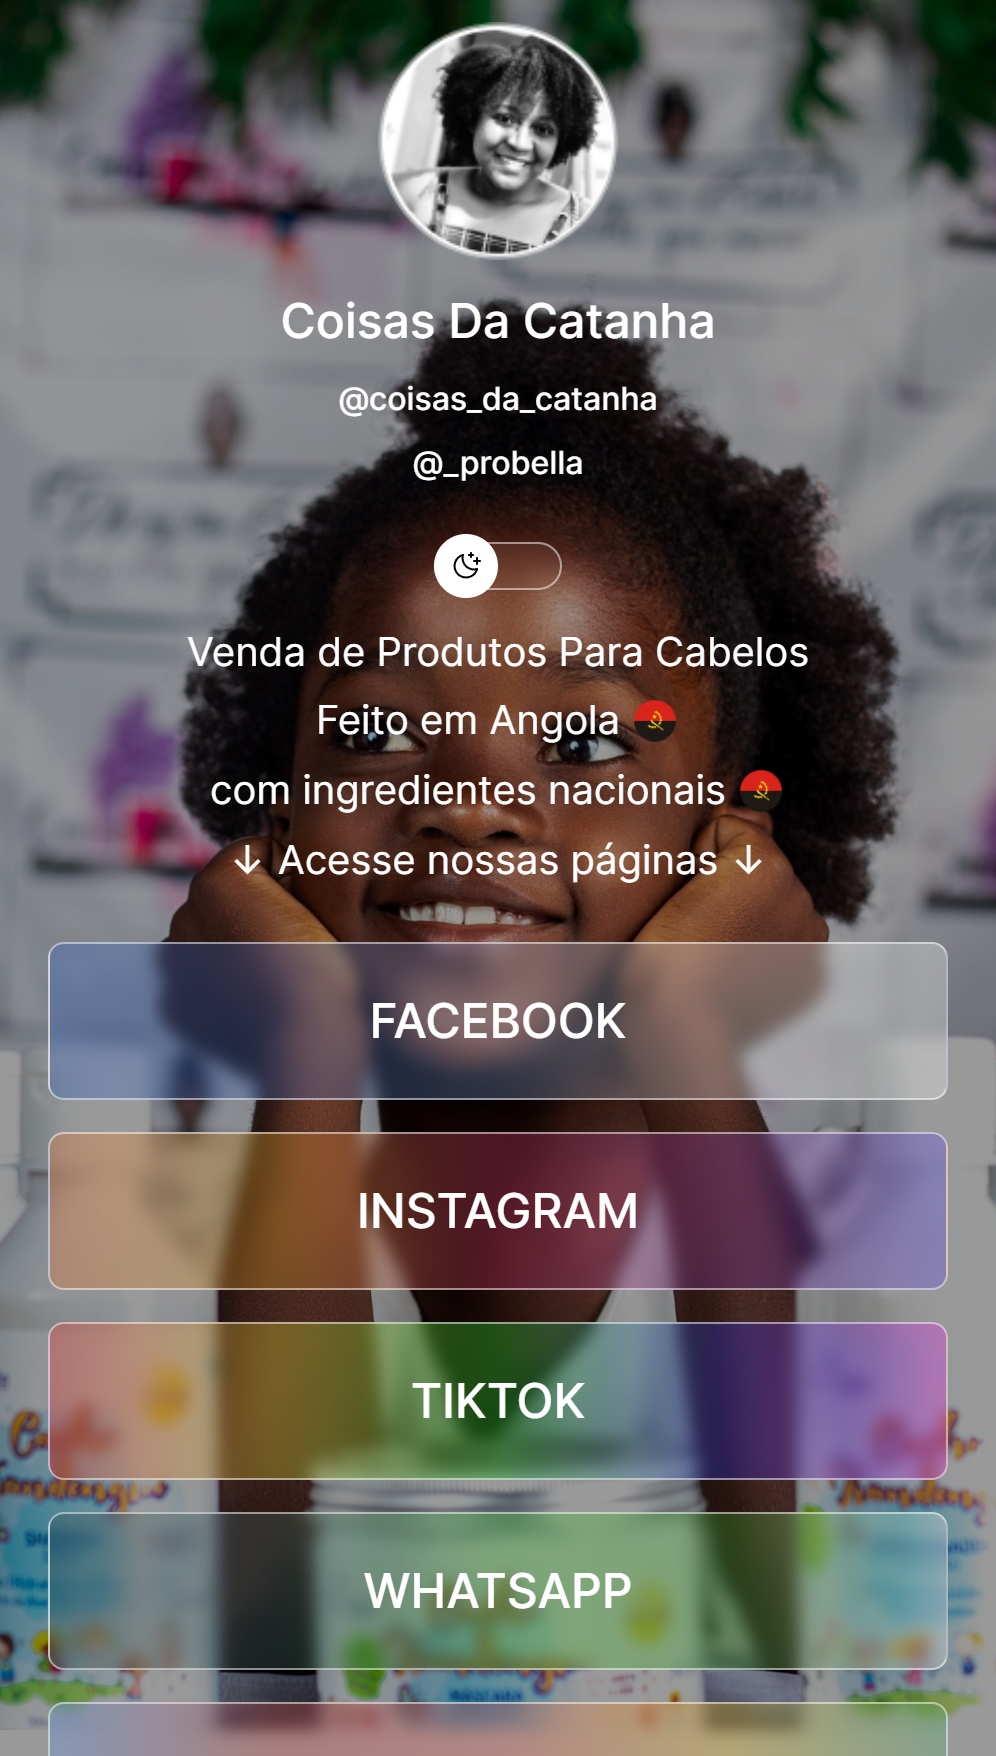 Coisas Da Catanha
@coisas_da_catanha
@_probella
Venda de Produtos Para Cabelos
Feito em Angola 🇦🇴
com ingredientes nacionais 🇦🇴
↓ Acesse nossas páginas ↓
FACEBOOK
INSTAGRAM
TIKTOK
WHATSAPP